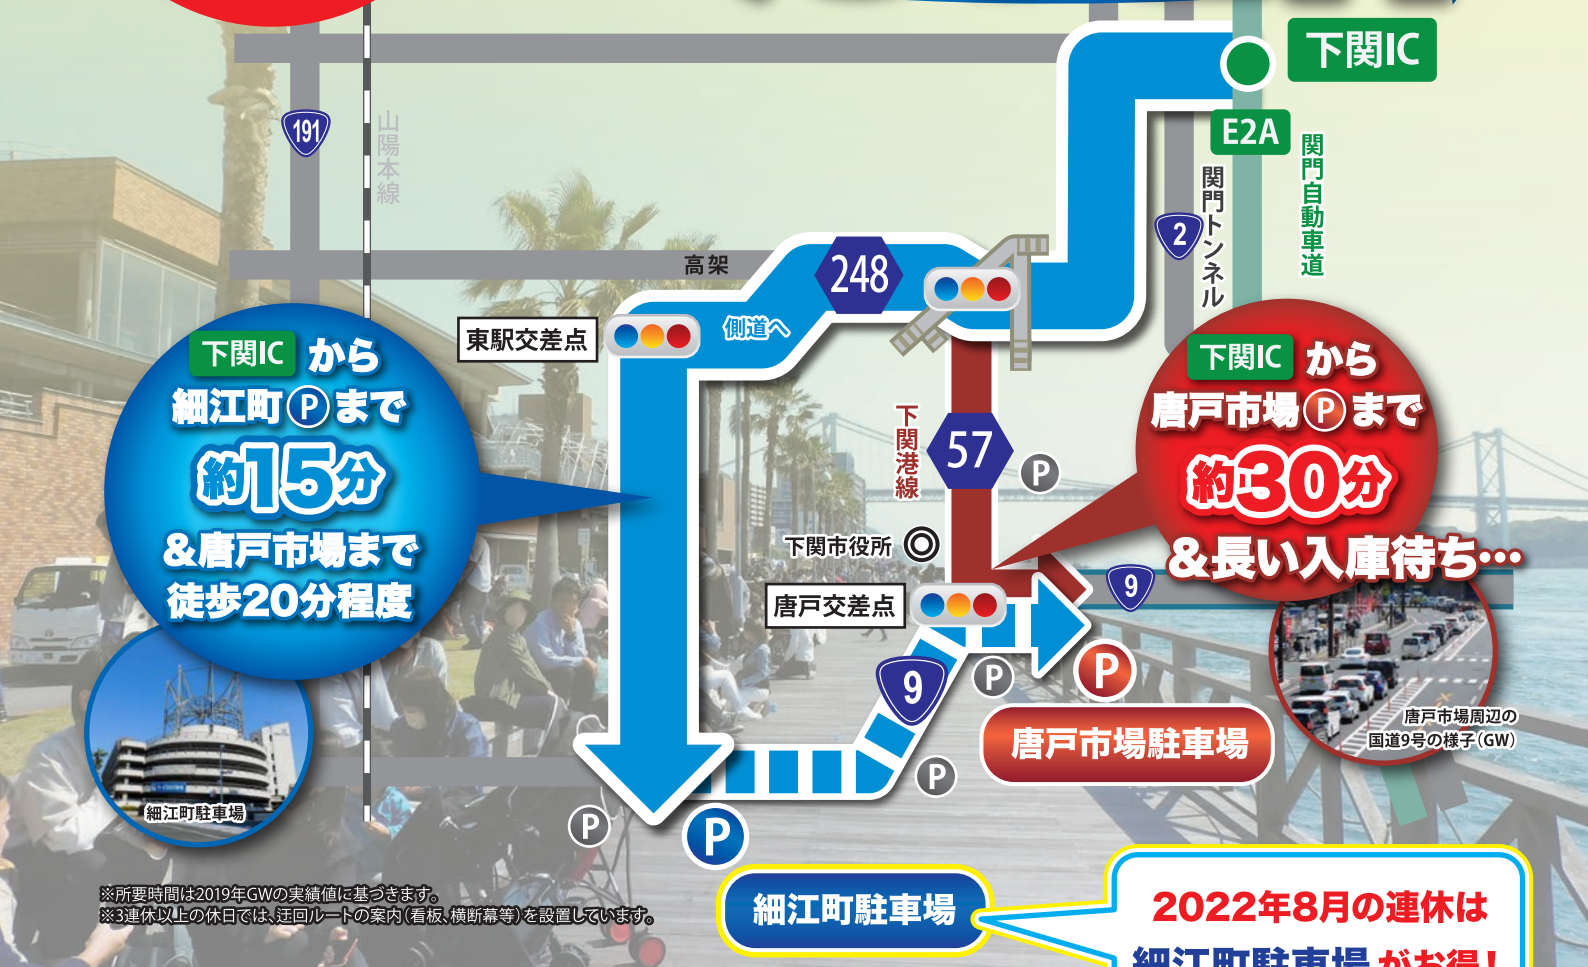 下関IC
E2A
関門自動車道
関門トンネル
2
191
山陽本線
高架
248
側道へ
東駅交差点
下関IC から
細江町Ⓟまで
約15分
&唐戸市場まで
徒歩20分程度
下関IC から
唐戸市場Ⓟまで
約30分
&長い入庫待ち…
下関港線
57
P
下関市役所
唐戸交差点
9
9
P
P
唐戸市場駐車場
唐戸市場周辺の
国道9号の様子(GW)
P
細江町駐車場
P
P
細江町駐車場
※所要時間は2019年GWの実績値に基づきます。
※3連休以上の休日では、迂回ルートの案内(看板、横断幕等)を設置しています。
2022年8月の連休は
細江町駐車場 がお得!